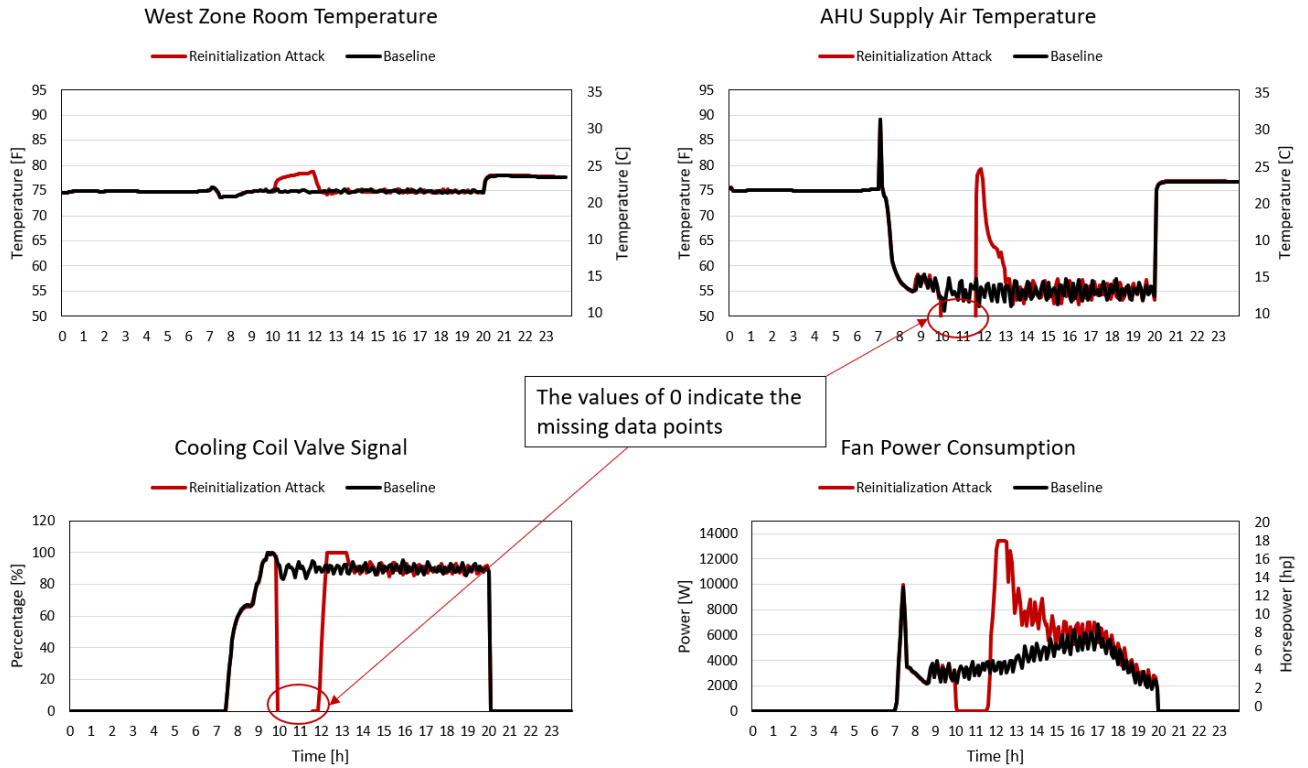 West Zone Room Temperature
Reinitialization Attack Baseline
95
90
85
80
75
70
65
60
55
50
Temperature [F]
35
30
25
20
10
15
10
Temperature [C]
0 1 2 3 4 5 6 7 8 9 10 11 12 13 14 15 16 17 18 19 20 21 22 23
AHU Supply Air Temperature
Reinitialization Attack Baseline
95
90
85
80
75
70
65
60
55
50
Temperature [F]
35
30
25
20
10
15
10
Temperature [C]
0 1 2 3 4 5 6 7 8 9 10 11 12 13 14 15 16 17 18 19 20 21 22 23
The values of 0 indicate the
missing data points
Cooling Coil Valve Signal
Reinitialization Attack Baseline
120
100
80
60
40
20
0
Percentage [%]
0 1 2 3 4 5 6 7 8 9 10 11 12 13 14 15 16 17 18 19 20 21 22 23
Time [h]
Fan Power Consumption
Reinitialization Attack Baseline
14000
12000
10000
8000
6000
4000
2000
0
Power [W]
20
18
16
14
12
10
8
6
4
2
0
Horsepower [hp]
0 1 2 3 4 5 6 7 8 9 10 11 12 13 14 15 16 17 18 19 20 21 22 23
Time [h]